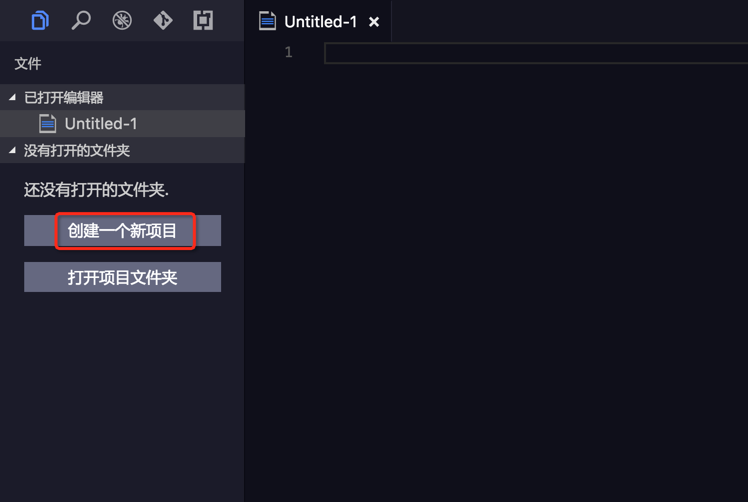 Untitled-1
1
文件
已打开编辑器
Untitled-1
没有打开的文件夹
还没有打开的文件夹.
创建一个新项目
打开项目文件夹